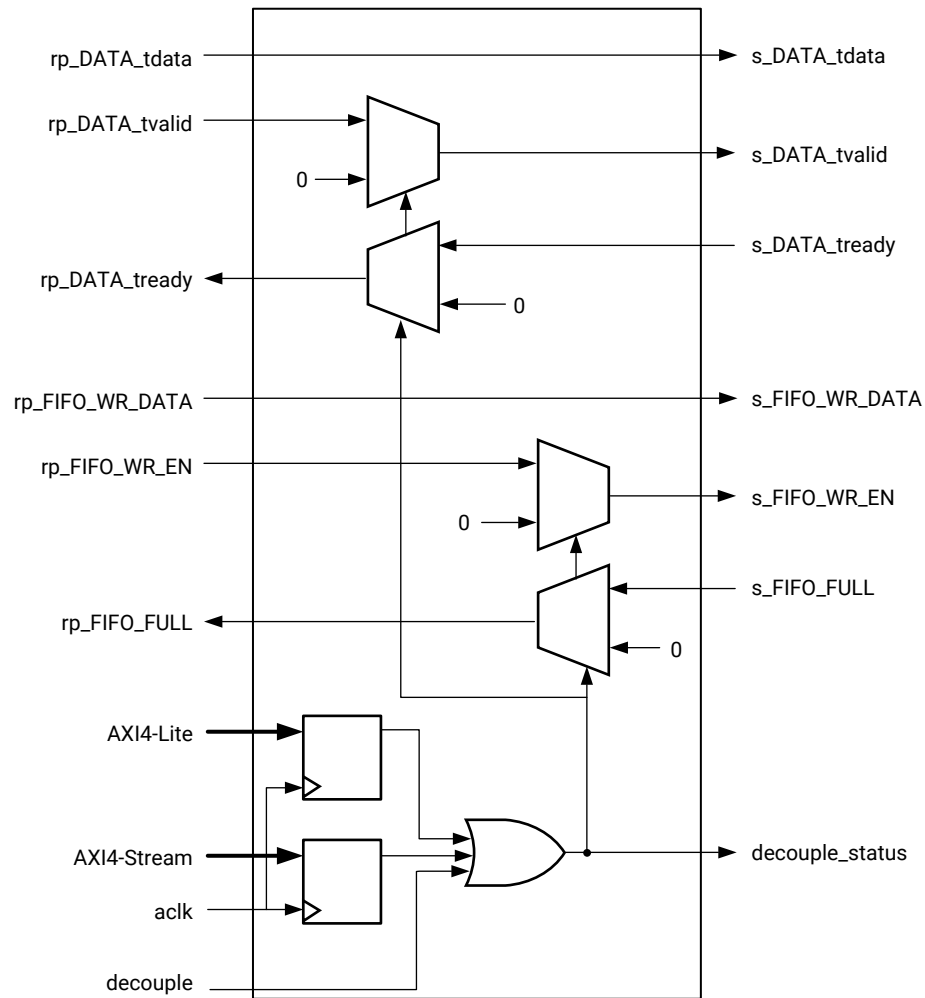 rp_DATA_tdata
s_DATA_tdata
rp_DATA_tvalid
s_DATA_tvalid
0
s_DATA_tready
rp_DATA_tready
0
rp_FIFO_WR_DATA
s_FIFO_WR_DATA
rp_FIFO_WR_EN
s_FIFO_WR_EN
0
s_FIFO_FULL
rp_FIFO_FULL
0
AXI4-Lite
AXI4-Stream
decouple_status
aclk
decouple